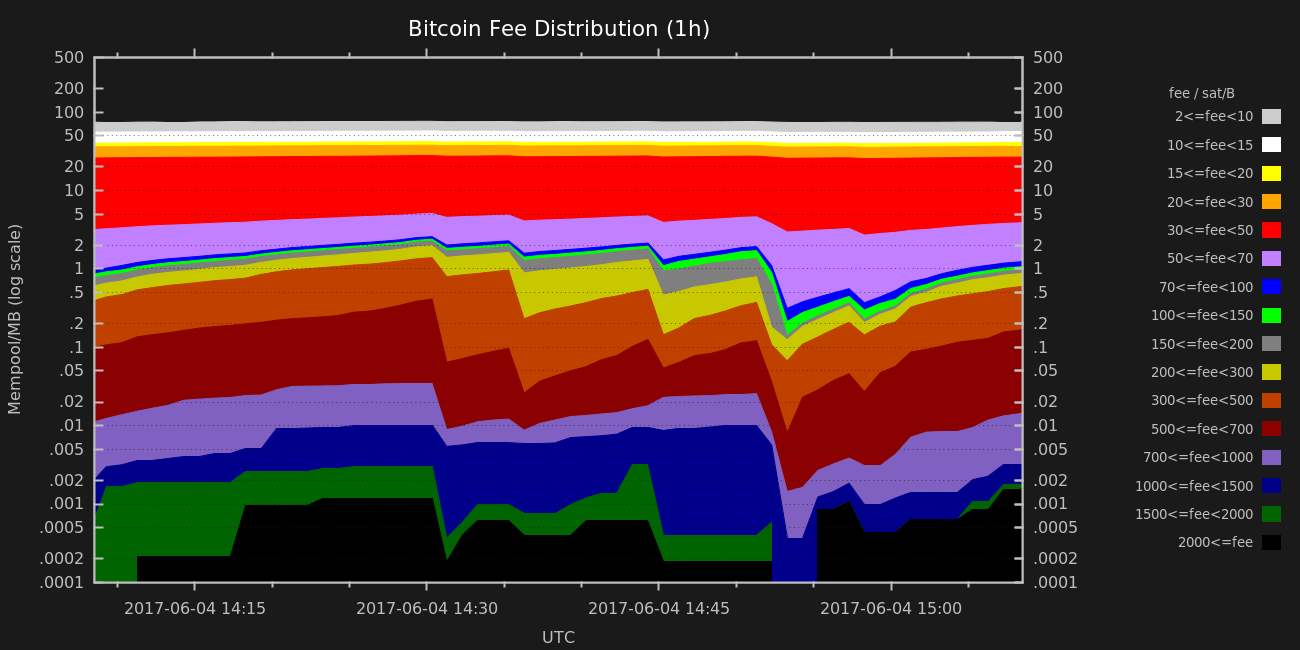 Bitcoin Fee Distribution (1h)
500 500
200 200
100 100
50 50
20 20
10 10
5 5
2 2
1 1
.5 .5
.2 .2
.1 .1
.05 .05
.02 .02
.01 .01
.005 .005
.002 .002
.001 .001
.0005 .0005
.0002 .0002
.0001 .0001
Mempool/MB (log scale)
2017-06-04 14:15 2017-06-04 14:30 2017-06-04 14:45 2017-06-04 15:00
UTC
fee / sat/B
2<=fee<10
10<=fee<15
15<=fee<20
20<=fee<30
30<=fee<50
50<=fee<70
70<=fee<100
100<=fee<150
150<=fee<200
200<=fee<300
300<=fee<500
500<=fee<700
700<=fee<1000
1000<=fee<1500
1500<=fee<2000
2000<=fee